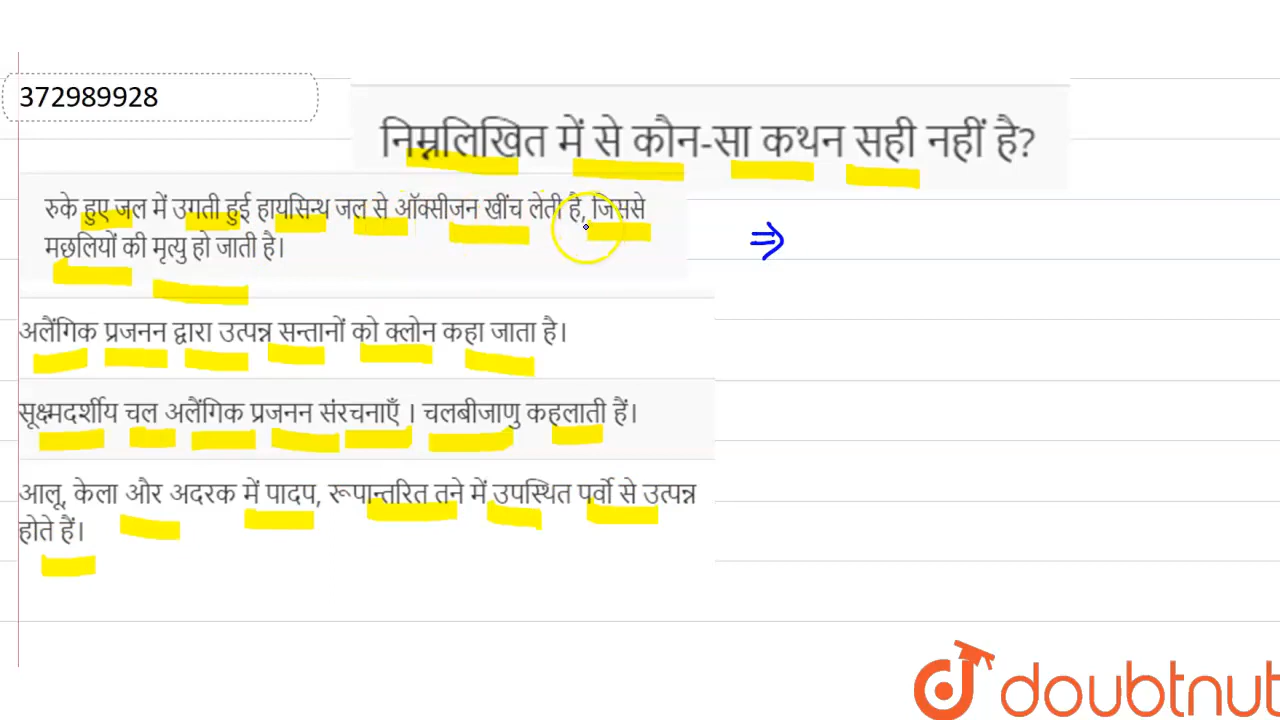 372989928
निम्नलिखित में से कौन-सा कथन सही नहीं है?
रुके हुए जल में उगती हुई हायसिन्थ जल से ऑक्सीजन खींच लेती है, जिससे
मछलियों की मृत्यु हो जाती है।
अलैंगिक प्रजनन द्वारा उत्पन्न सन्तानों को क्लोन कहा जाता है।
सूक्ष्मदर्शीय चल अलैंगिक प्रजनन संरचनाएँ । चलबीजाणु कहलाती हैं।
आलू, केला और अदरक में पादप, रूपान्तरित तने में उपस्थित पर्वो से उत्पन्न
होते हैं।
doubtnut